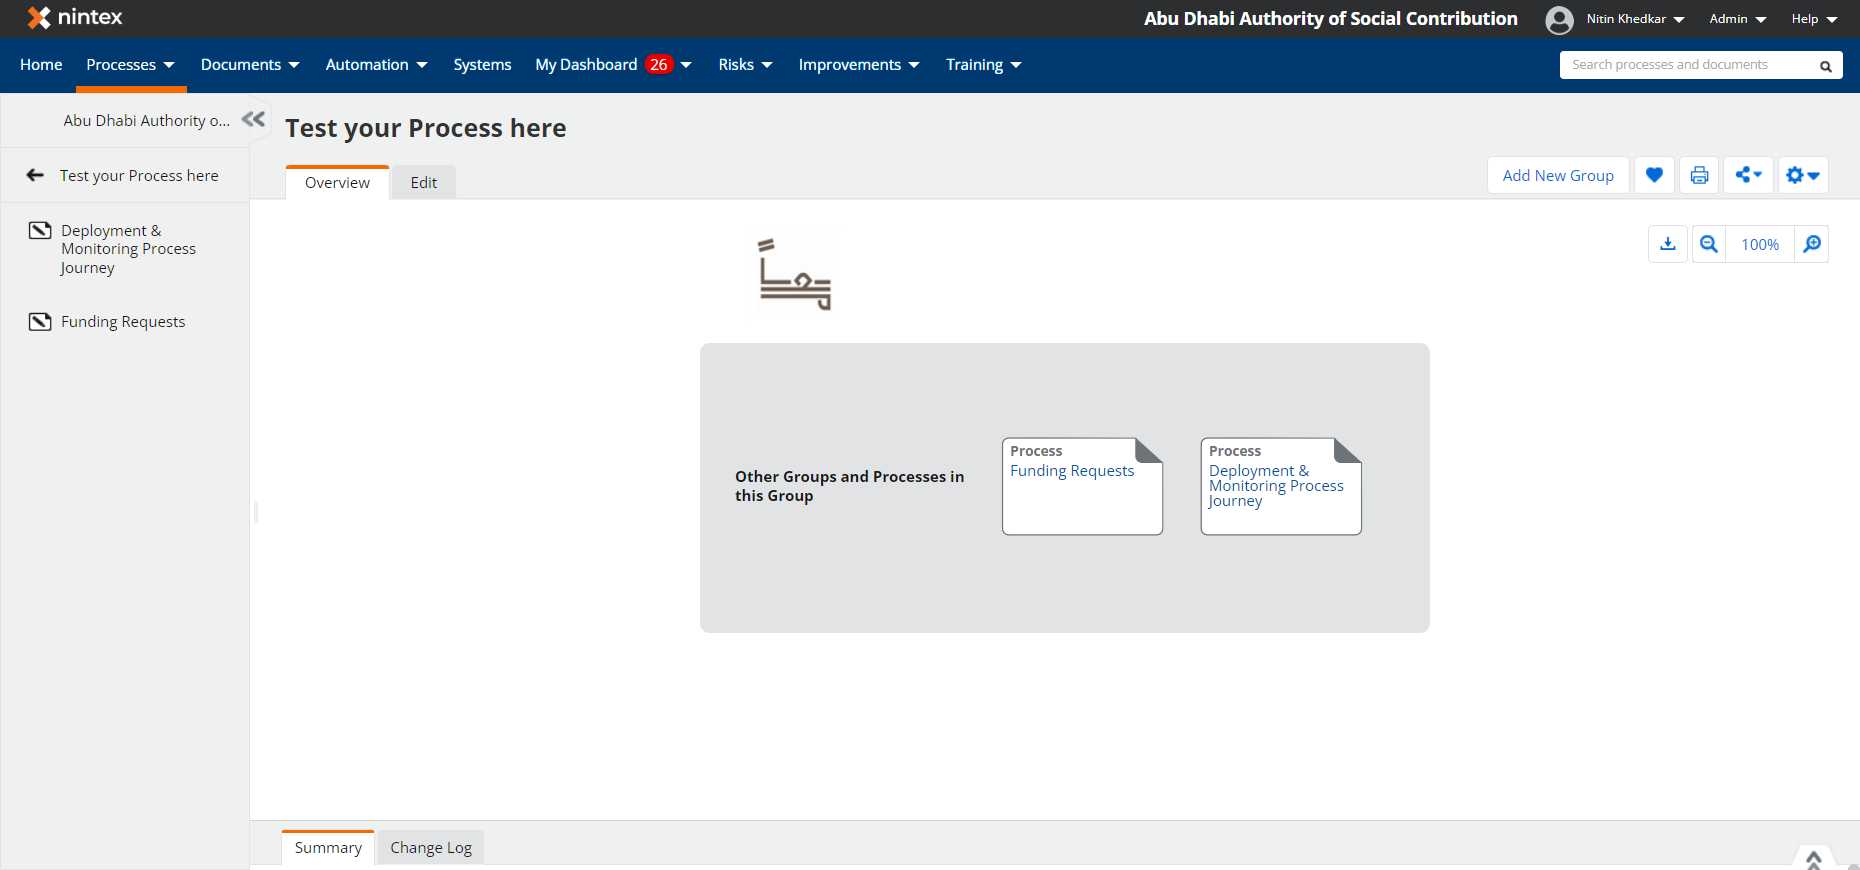 nintex
Abu Dhabi Authority of Social Contribution
Nitin Khedkar
Admin
Help
Home
Processes
Documents
Automation
Systems
My Dashboard 26
Risks
Improvements
Training
Search processes and documents
Abu Dhabi Authority o...
Test your Process here
Test your Process here
Deployment &
Monitoring Process
Journey
Funding Requests
Overview
Edit
Add New Group
100%
Other Groups and Processes in
this Group
Process
Funding Requests
Process
Deployment &
Monitoring Process
Journey
Summary
Change Log